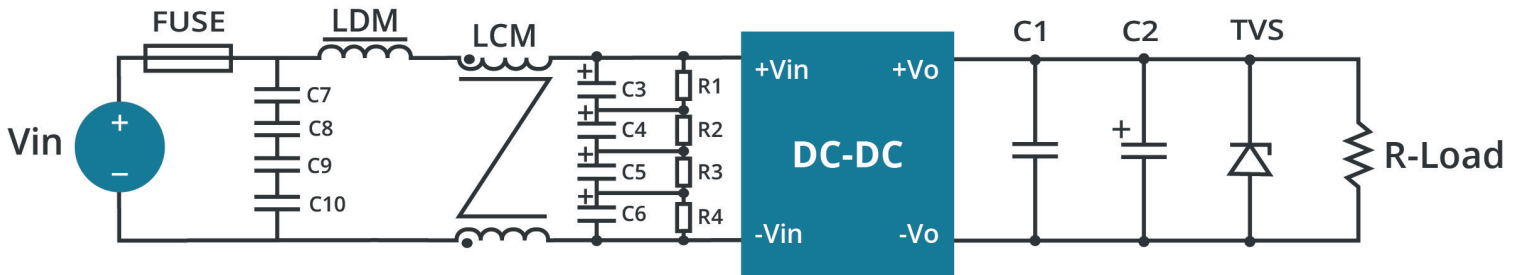 FUSE
LDM
LCM
Vin
+
−
C7
C8
C9
C10
+
C3
+
C4
+
C5
+
C6
R1
R2
R3
R4
+Vin
+Vo
DC-DC
-Vin
-Vo
C1
C2
+
TVS
R-Load